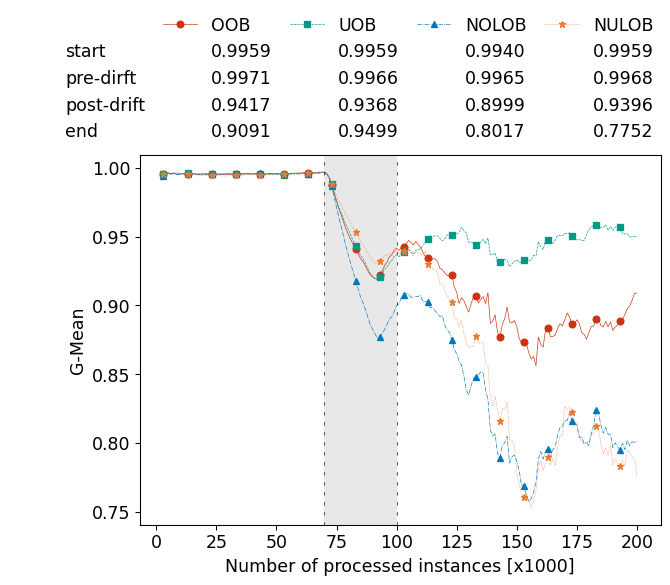 OOB UOB NOLOB NULOB
start 0.9959 0.9959 0.9940 0.9959
pre-dirft 0.9971 0.9966 0.9965 0.9968
post-drift 0.9417 0.9368 0.8999 0.9396
end 0.9091 0.9499 0.8017 0.7752
1.00
0.95
0.90
0.85
0.80
0.75
G-Mean
0 25 50 75 100 125 150 175 200
Number of processed instances [x1000]